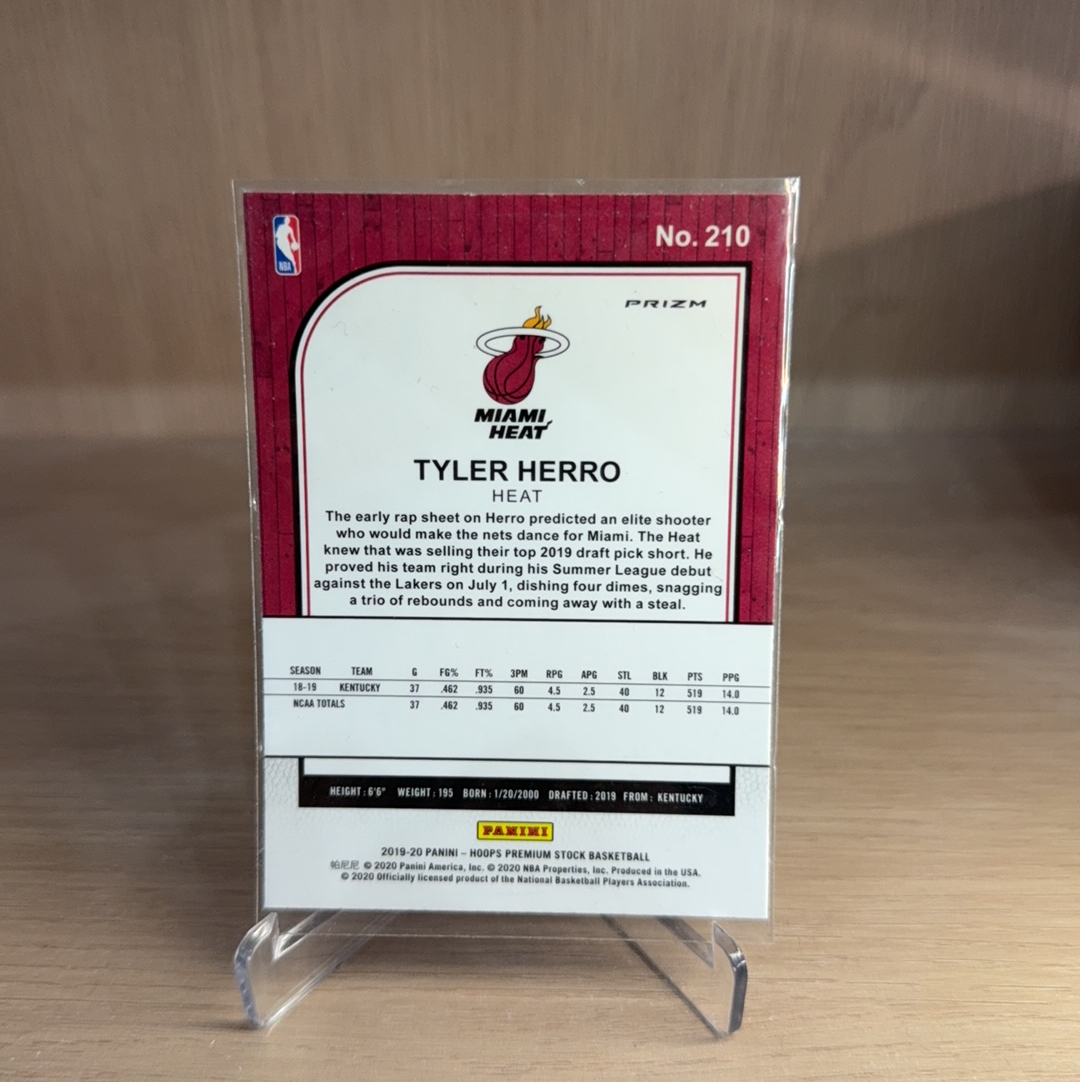 No. 210
NBA
PRIZM
MIAMI
HEAT
TYLER HERRO
HEAT
The early rap sheet on Herro predicted an elite shooter
who would make the nets dance for Miami. The Heat
knew that was selling their top 2019 draft pick short. He
proved his team right during his Summer League debut
against the Lakers on July 1, dishing four dimes, snagging
a trio of rebounds and coming away with a steal.
SEASON TEAM G FG% FT% 3PM RPG APG STL BLK PTS PPG
18-19 KENTUCKY 37 .462 .935 60 4.5 2.5 40 12 519 14.0
NCAA TOTALS 37 .462 .935 60 4.5 2.5 40 12 519 14.0
HEIGHT: 6'6" WEIGHT: 195 BORN: 1/20/2000 DRAFTED: 2019 FROM: KENTUCKY
PANINI
2019-20 PANINI – HOOPS PREMIUM STOCK BASKETBALL
帕尼尼 © 2020 Panini America, Inc. © 2020 NBA Properties, Inc. Produced in the USA.
© 2020 Officially licensed product of the National Basketball Players Association.